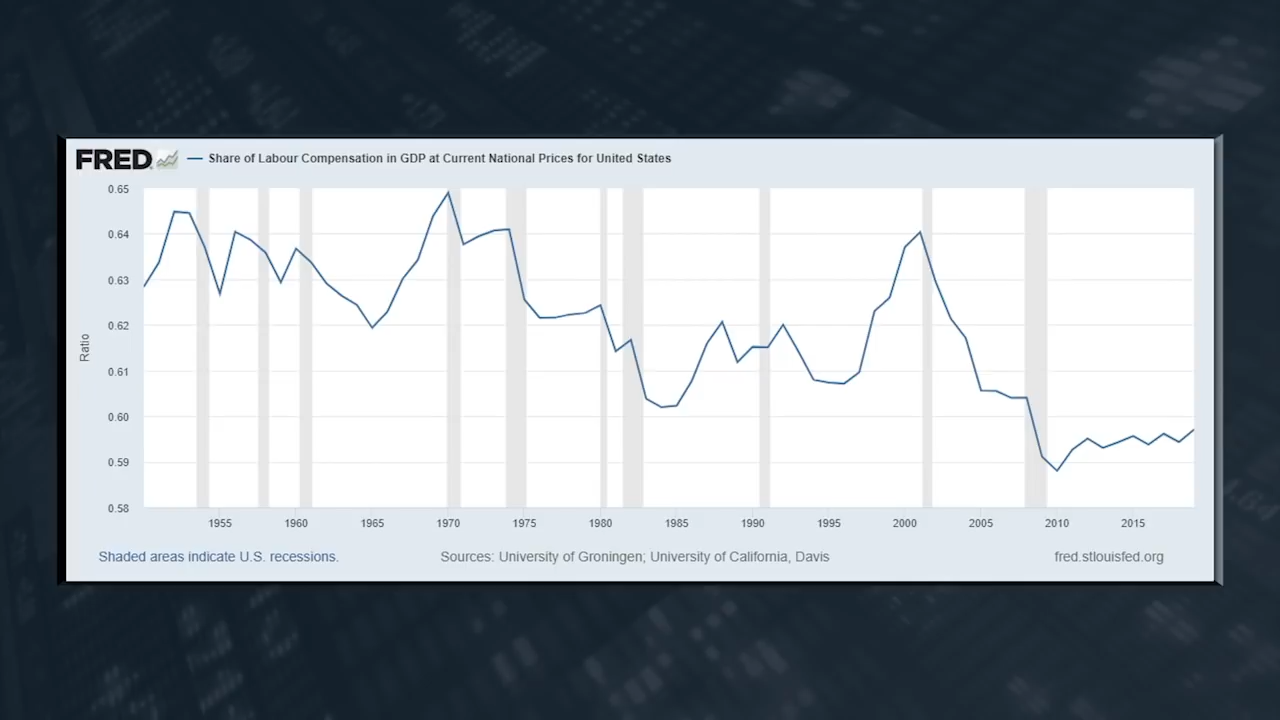 FRED
Share of Labour Compensation in GDP at Current National Prices for United States
0.65
0.64
0.63
0.62
0.61
0.60
0.59
0.58
Ratio
1955 1960 1965 1970 1975 1980 1985 1990 1995 2000 2005 2010 2015
Shaded areas indicate U.S. recessions. Sources: University of Groningen; University of California, Davis fred.stlouisfed.org